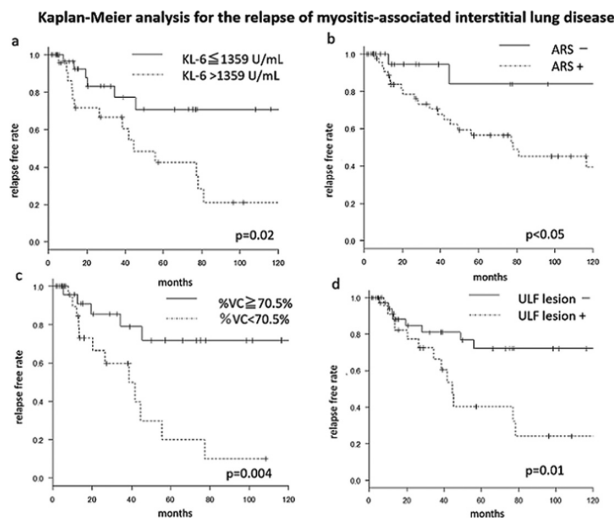 Kaplan-Meier analysis for the relapse of myositis-associated interstitial lung disease
a
KL-6≦1359 U/mL
KL-6 >1359 U/mL
relapse free rate
1.0
0.8
0.6
0.4
0.2
0.0
p=0.02
0 20 40 60 80 100 120
months
b
ARS −
ARS +
relapse free rate
1.0
0.8
0.6
0.4
0.2
0.0
p<0.05
0 20 40 60 80 100 120
months
c
%VC≧70.5%
%VC<70.5%
relapse free rate
1.0
0.8
0.6
0.4
0.2
0.0
p=0.004
0 20 40 60 80 100 120
months
d
ULF lesion −
ULF lesion +
relapse free rate
1.0
0.8
0.6
0.4
0.2
0.0
p=0.01
0 20 40 60 80 100 120
months